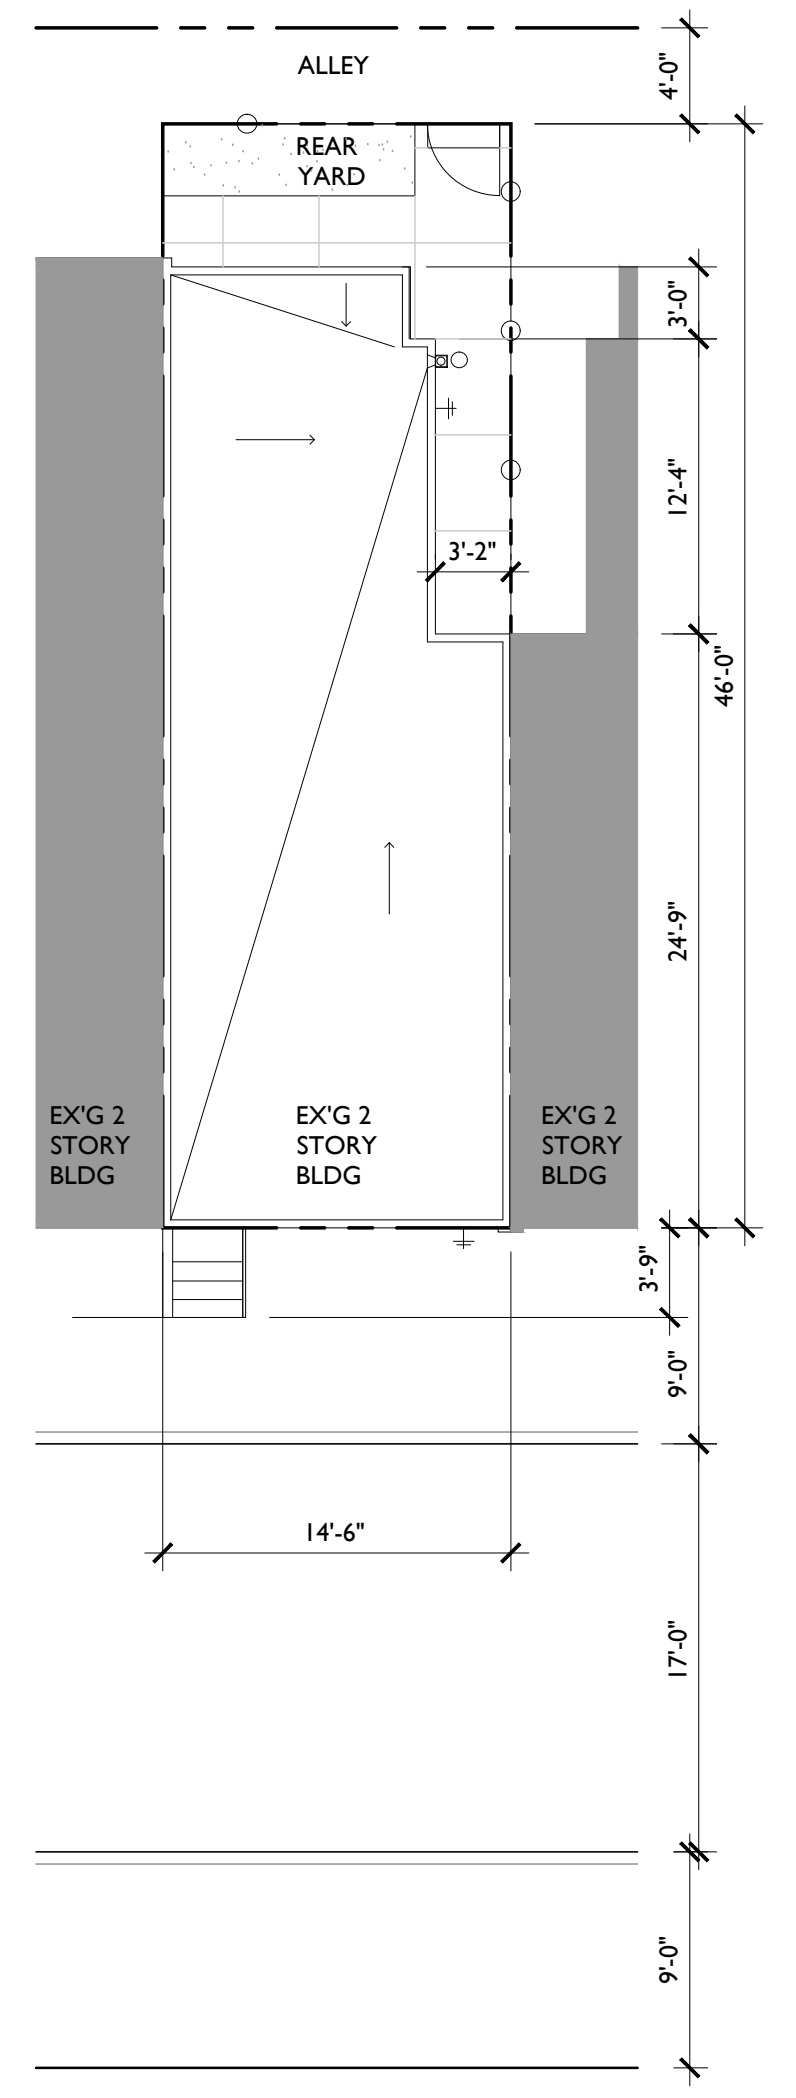 ALLEY
4'-0"
REAR
YARD
3'-0"
12'-4"
3'-2"
46'-0"
24'-9"
EX'G 2
STORY
BLDG
EX'G 2
STORY
BLDG
EX'G 2
STORY
BLDG
3'-9"
9'-0"
14'-6"
17'-0"
9'-0"